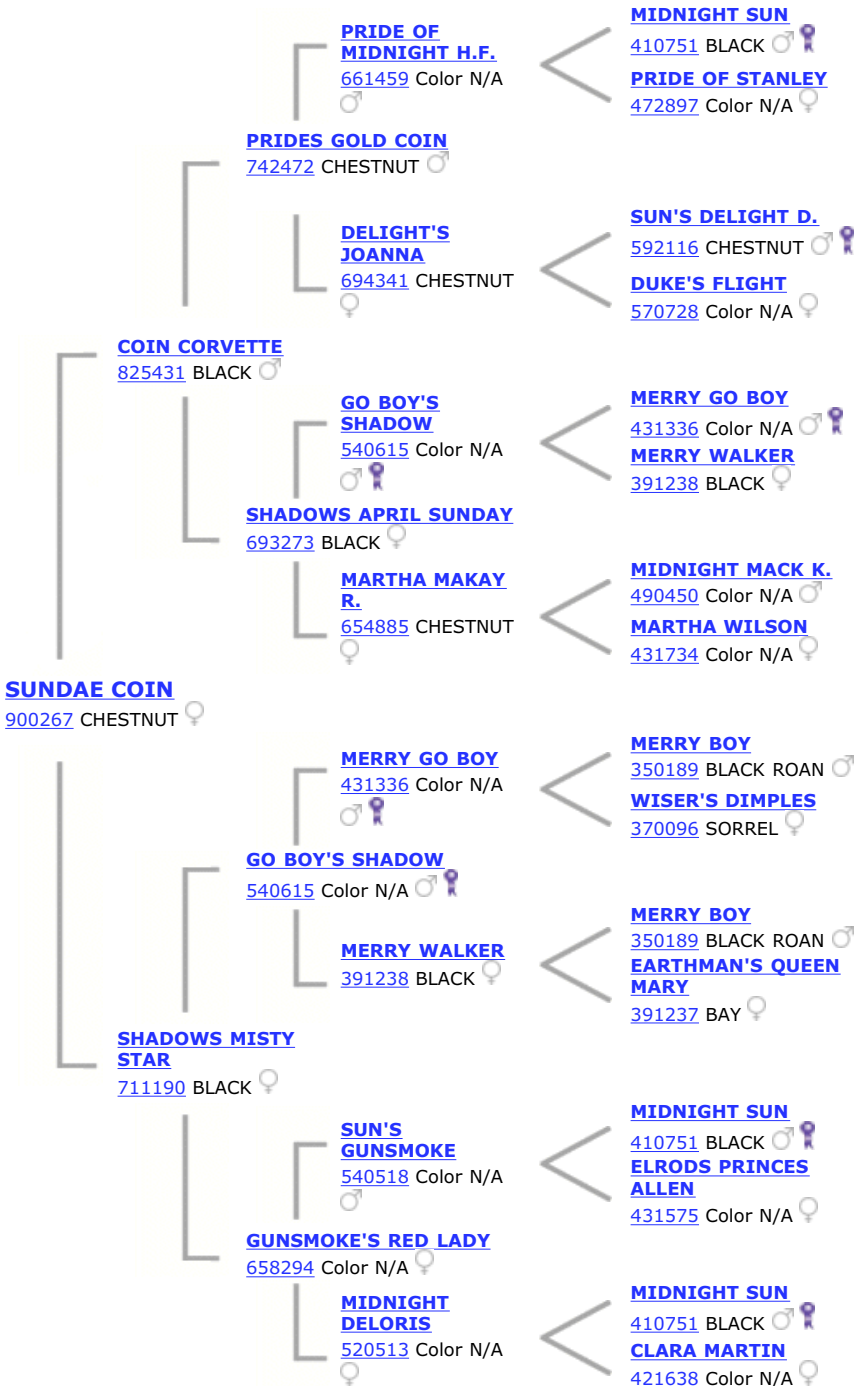 PRIDE OF
MIDNIGHT H.F.
661459 Color N/A
MIDNIGHT SUN
410751 BLACK
PRIDE OF STANLEY
472897 Color N/A
PRIDES GOLD COIN
742472 CHESTNUT
DELIGHT'S
JOANNA
694341 CHESTNUT
SUN'S DELIGHT D.
592116 CHESTNUT
DUKE'S FLIGHT
570728 Color N/A
COIN CORVETTE
825431 BLACK
GO BOY'S
SHADOW
540615 Color N/A
MERRY GO BOY
431336 Color N/A
MERRY WALKER
391238 BLACK
SHADOWS APRIL SUNDAY
693273 BLACK
MARTHA MAKAY
R.
654885 CHESTNUT
MIDNIGHT MACK K.
490450 Color N/A
MARTHA WILSON
431734 Color N/A
SUNDAE COIN
900267 CHESTNUT
MERRY GO BOY
431336 Color N/A
MERRY BOY
350189 BLACK ROAN
WISER'S DIMPLES
370096 SORREL
GO BOY'S SHADOW
540615 Color N/A
MERRY WALKER
391238 BLACK
MERRY BOY
350189 BLACK ROAN
EARTHMAN'S QUEEN
MARY
391237 BAY
SHADOWS MISTY
STAR
711190 BLACK
SUN'S
GUNSMOKE
540518 Color N/A
MIDNIGHT SUN
410751 BLACK
ELRODS PRINCES
ALLEN
431575 Color N/A
GUNSMOKE'S RED LADY
658294 Color N/A
MIDNIGHT
DELORIS
520513 Color N/A
MIDNIGHT SUN
410751 BLACK
CLARA MARTIN
421638 Color N/A